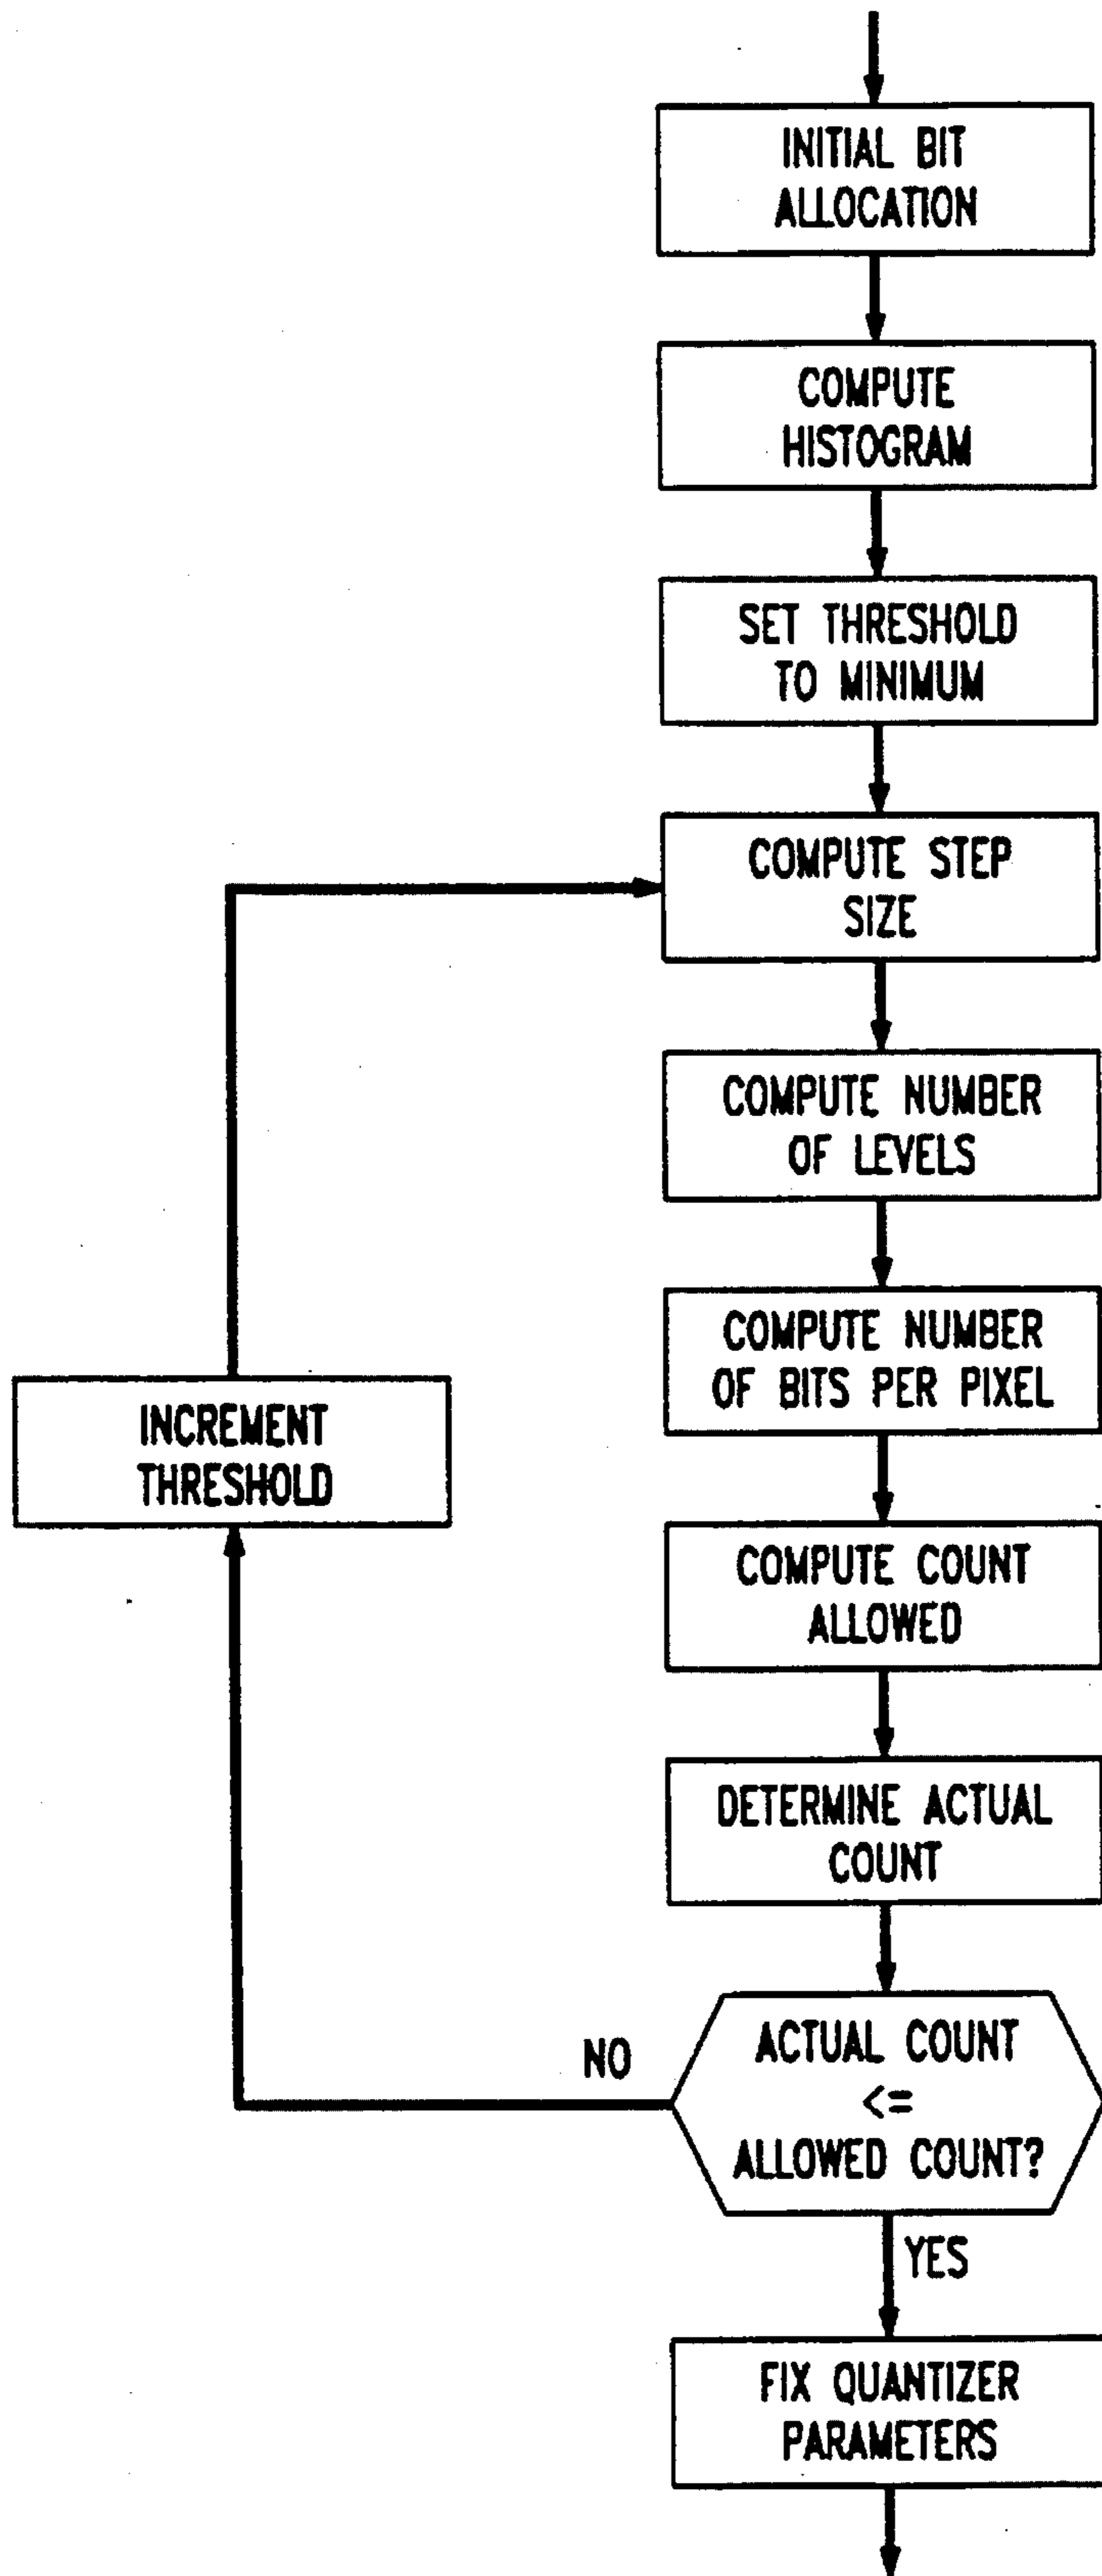 INITIAL BIT
ALLOCATION
COMPUTE
HISTOGRAM
SET THRESHOLD
TO MINIMUM
COMPUTE STEP
SIZE
COMPUTE NUMBER
OF LEVELS
COMPUTE NUMBER
OF BITS PER PIXEL
INCREMENT
THRESHOLD
COMPUTE COUNT
ALLOWED
DETERMINE ACTUAL
COUNT
NO
ACTUAL COUNT
<=
ALLOWED COUNT?
YES
FIX QUANTIZER
PARAMETERS